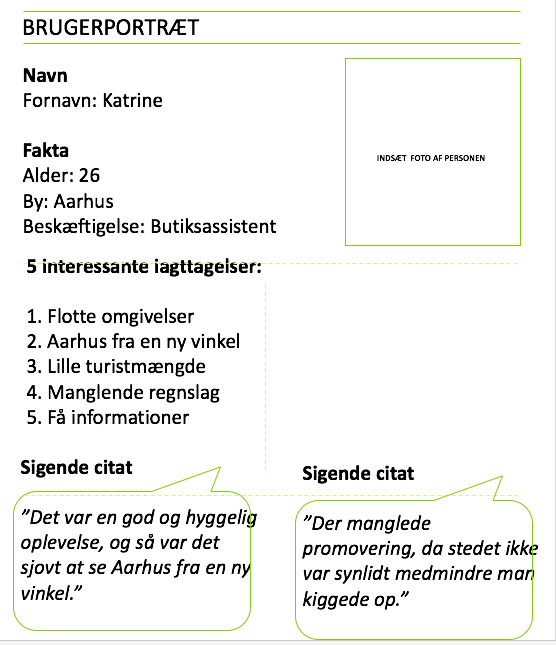 BRUGERPORTRÆT
Navn
Fornavn: Katrine
INDSÆT FOTO AF PERSONEN
Fakta
Alder: 26
By: Aarhus
Beskæftigelse: Butiksassistent
5 interessante iagttagelser:
1. Flotte omgivelser
2. Aarhus fra en ny vinkel
3. Lille turistmængde
4. Manglende regnslag
5. Få informationer
Sigende citat
”Det var en god og hyggelig
oplevelse, og så var det
sjovt at se Aarhus fra en ny
vinkel.”
Sigende citat
”Der manglede
promovering, da stedet ikke
var synlidt medmindre man
kiggede op.”